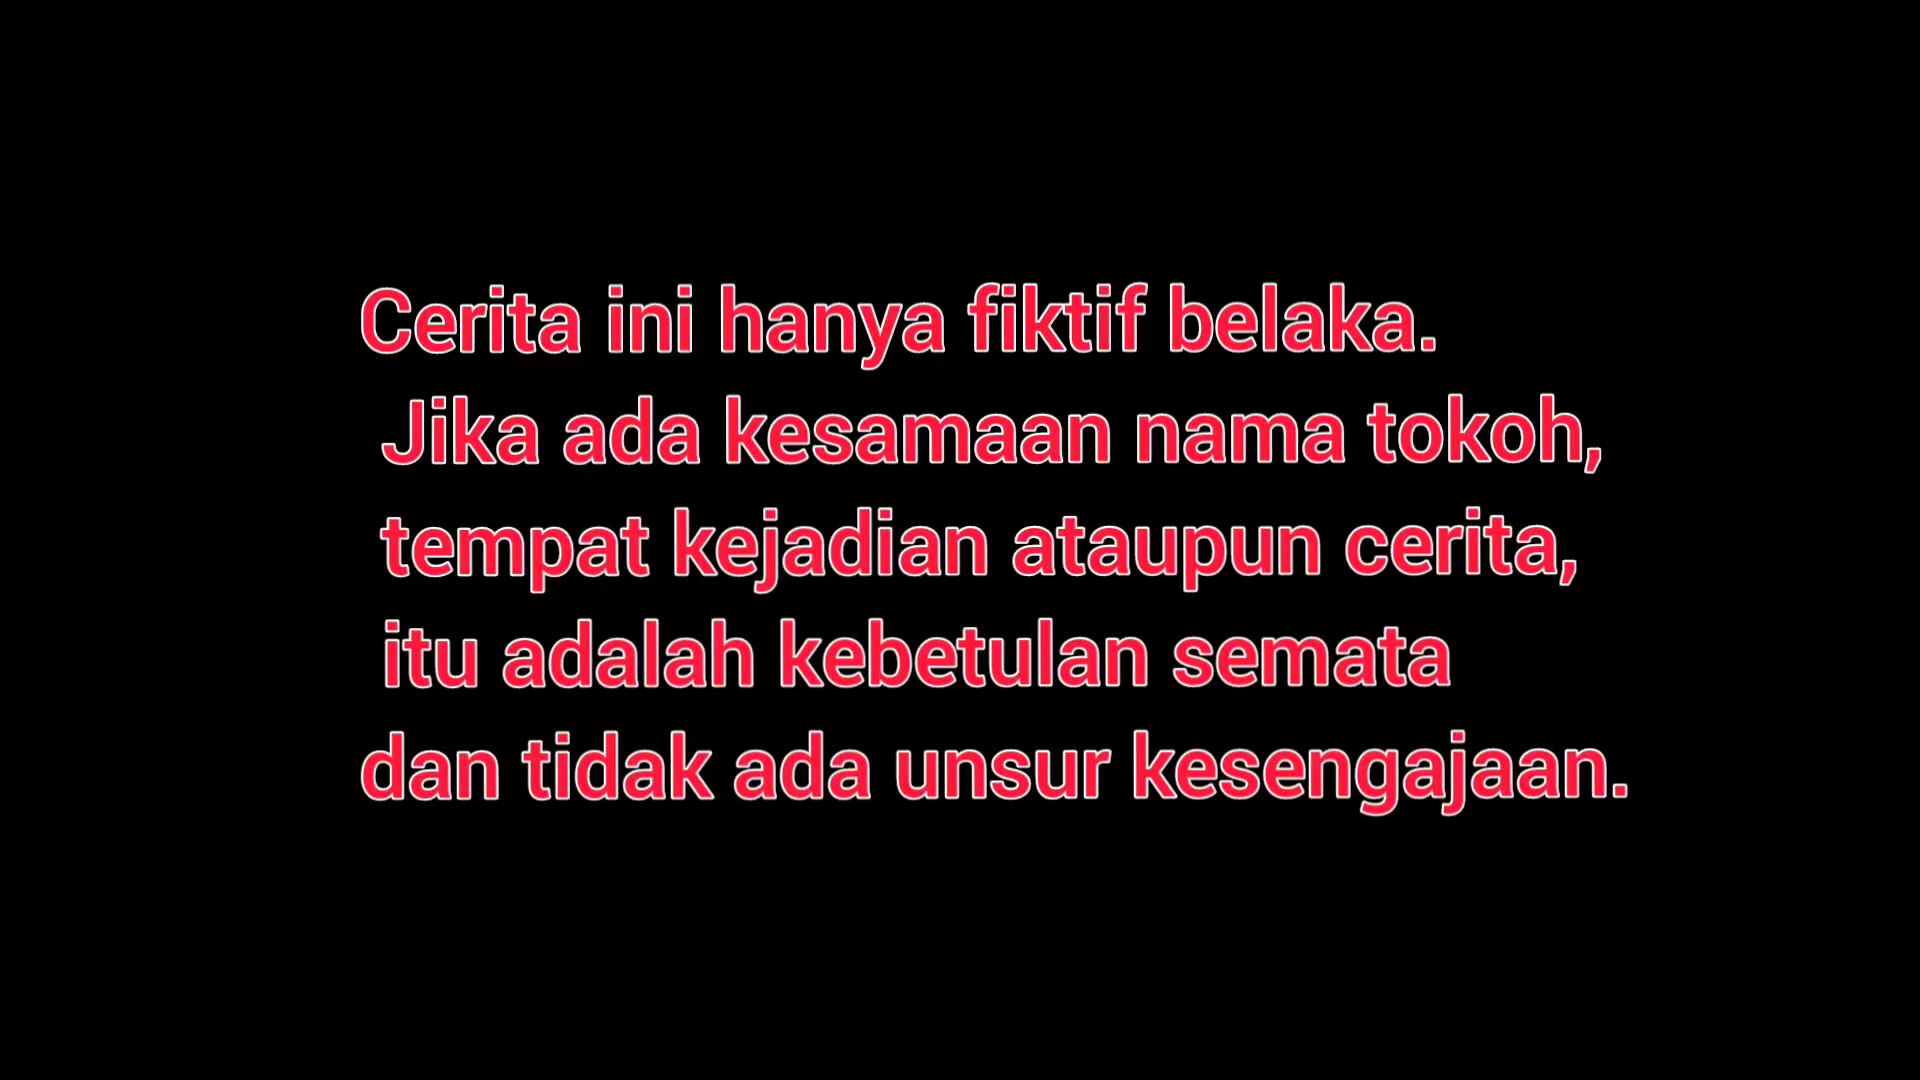 Cerita ini hanya fiktif belaka.
Jika ada kesamaan nama tokoh,
tempat kejadian ataupun cerita,
itu adalah kebetulan semata
dan tidak ada unsur kesengajaan.